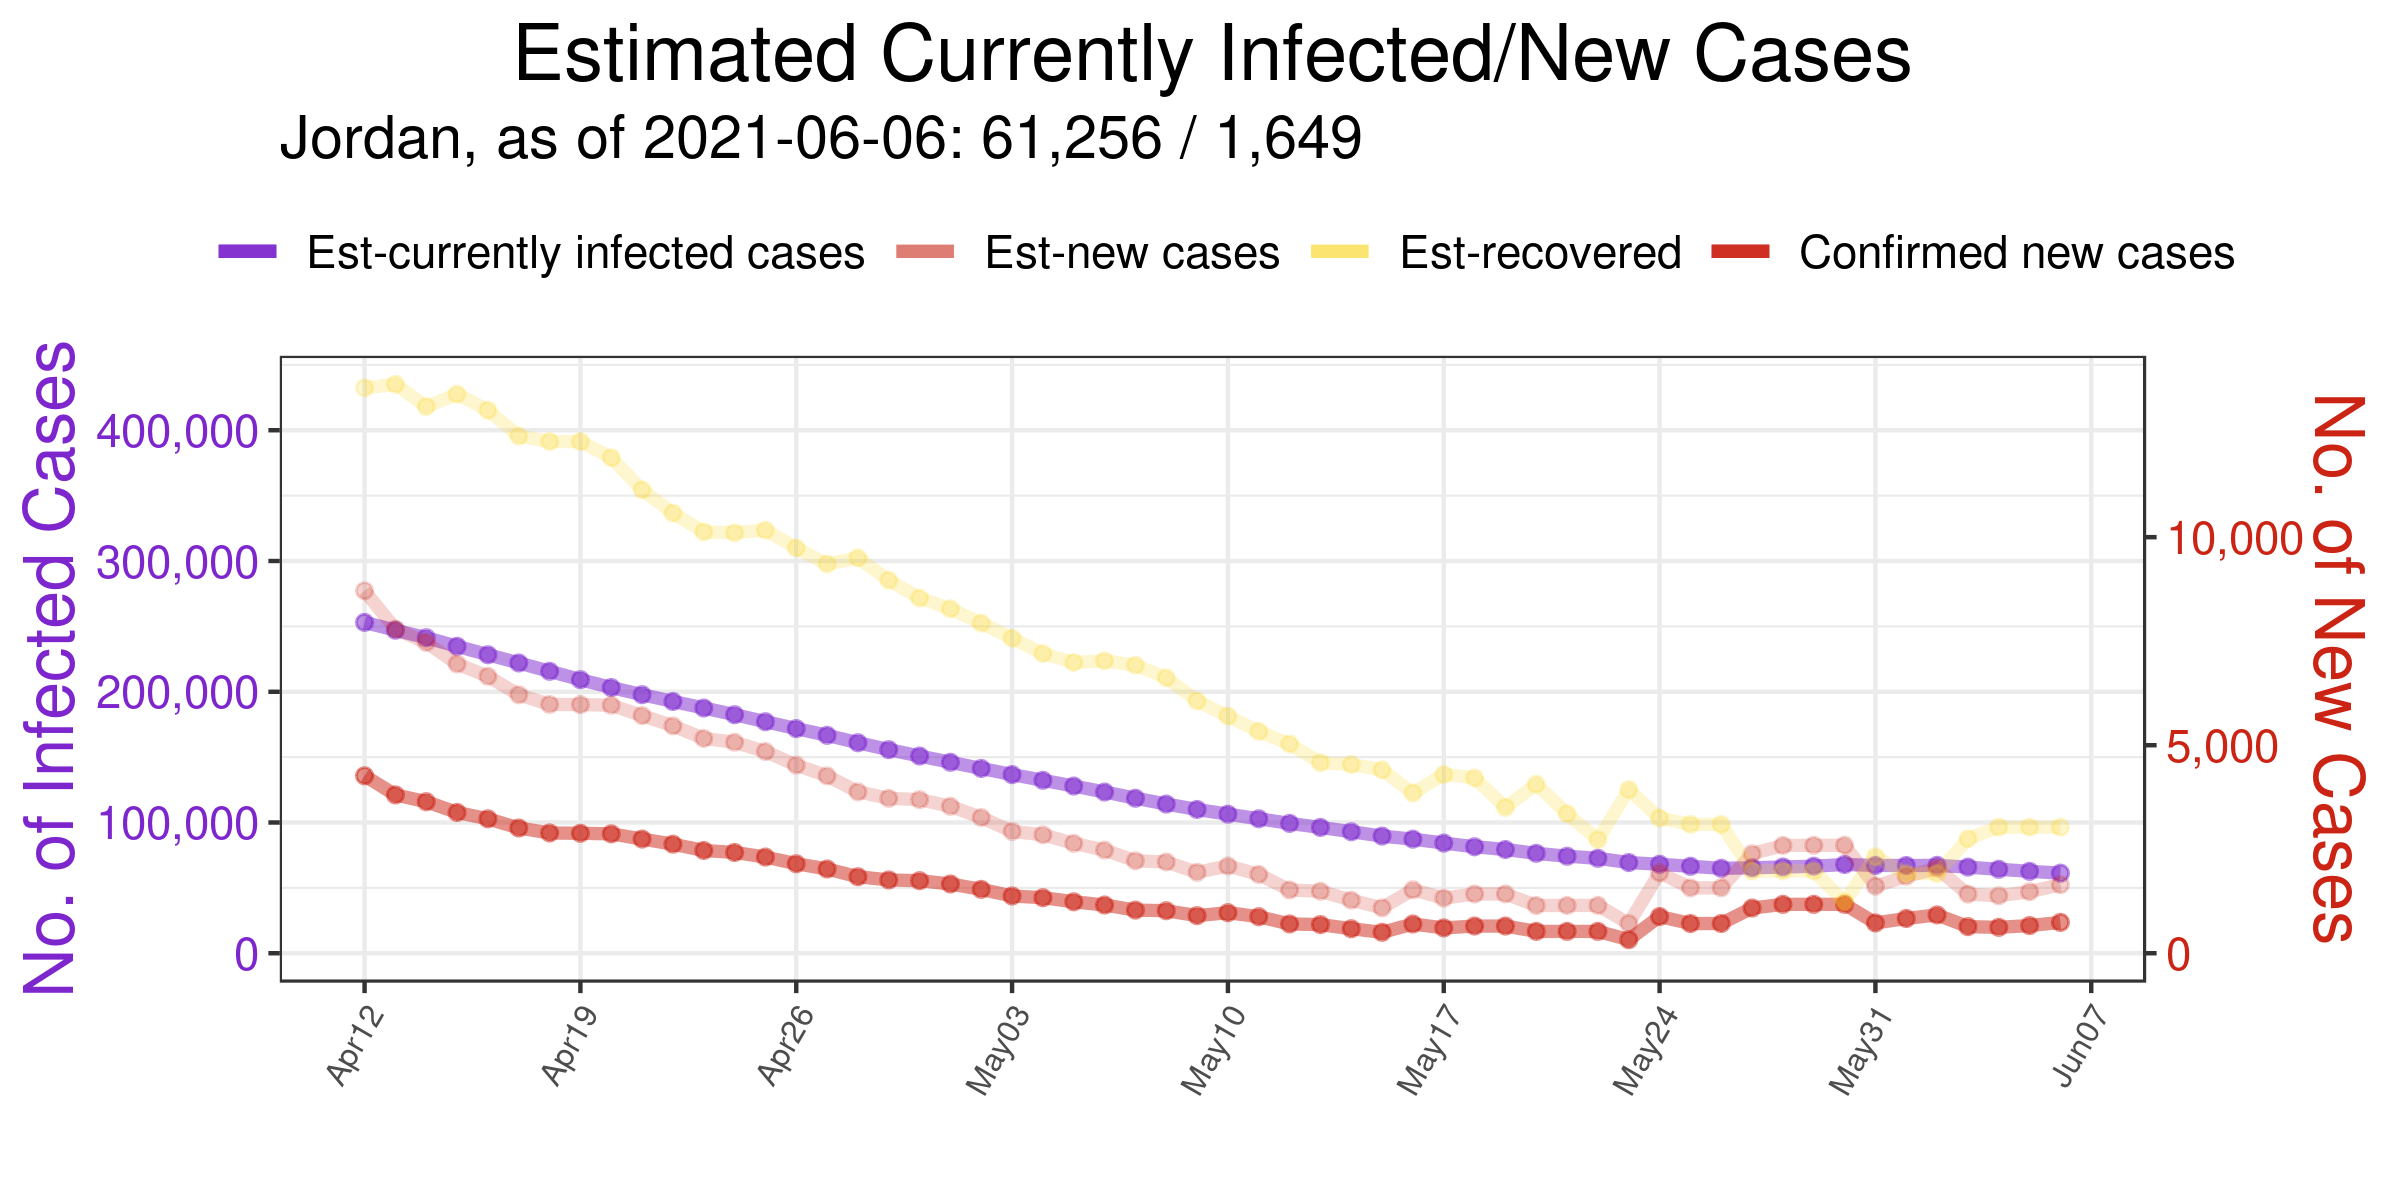 Estimated Currently Infected/New Cases
Jordan, as of 2021-06-06: 61,256 / 1,649
Est-currently infected cases Est-new cases Est-recovered Confirmed new cases
No. of Infected Cases
400,000
300,000
200,000
100,000
0
10,000
5,000
0
No. of New Cases
Apr12 Apr19 Apr26 May03 May10 May17 May24 May31 Jun07